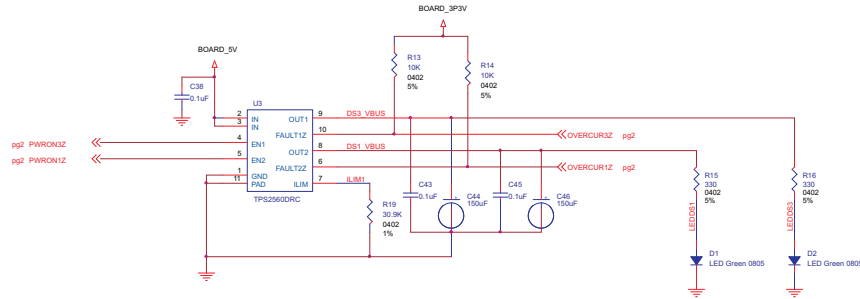 BOARD_3P3V
BOARD_5V
R13
10K
0402
5%
R14
10K
0402
5%
C38
0.1uF
U3
2
3
4
5
1
11
IN
IN
EN1
EN2
GND
PAD
OUT1
FAULT1Z
OUT2
FAULT2Z
ILIM
9
10
8
6
7
TPS2560DRC
DS3_VBUS
DS1_VBUS
ILIM1
pg2 PWRON3Z
pg2 PWRON1Z
OVERCUR3Z pg2
OVERCUR1Z pg2
R19
30.9K
0402
1%
C43
0.1uF
C44
150uF
C45
0.1uF
C46
150uF
R15
330
0402
5%
R16
330
0402
5%
LEDDS1
LEDDS3
D1
LED Green 0805
D2
LED Green 0805